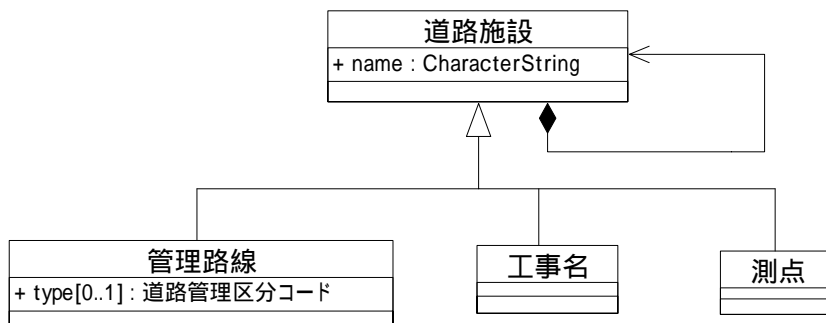 道路施設
+ name : CharacterString
管理路線
+ type[0..1] : 道路管理区分コード
工事名
測点